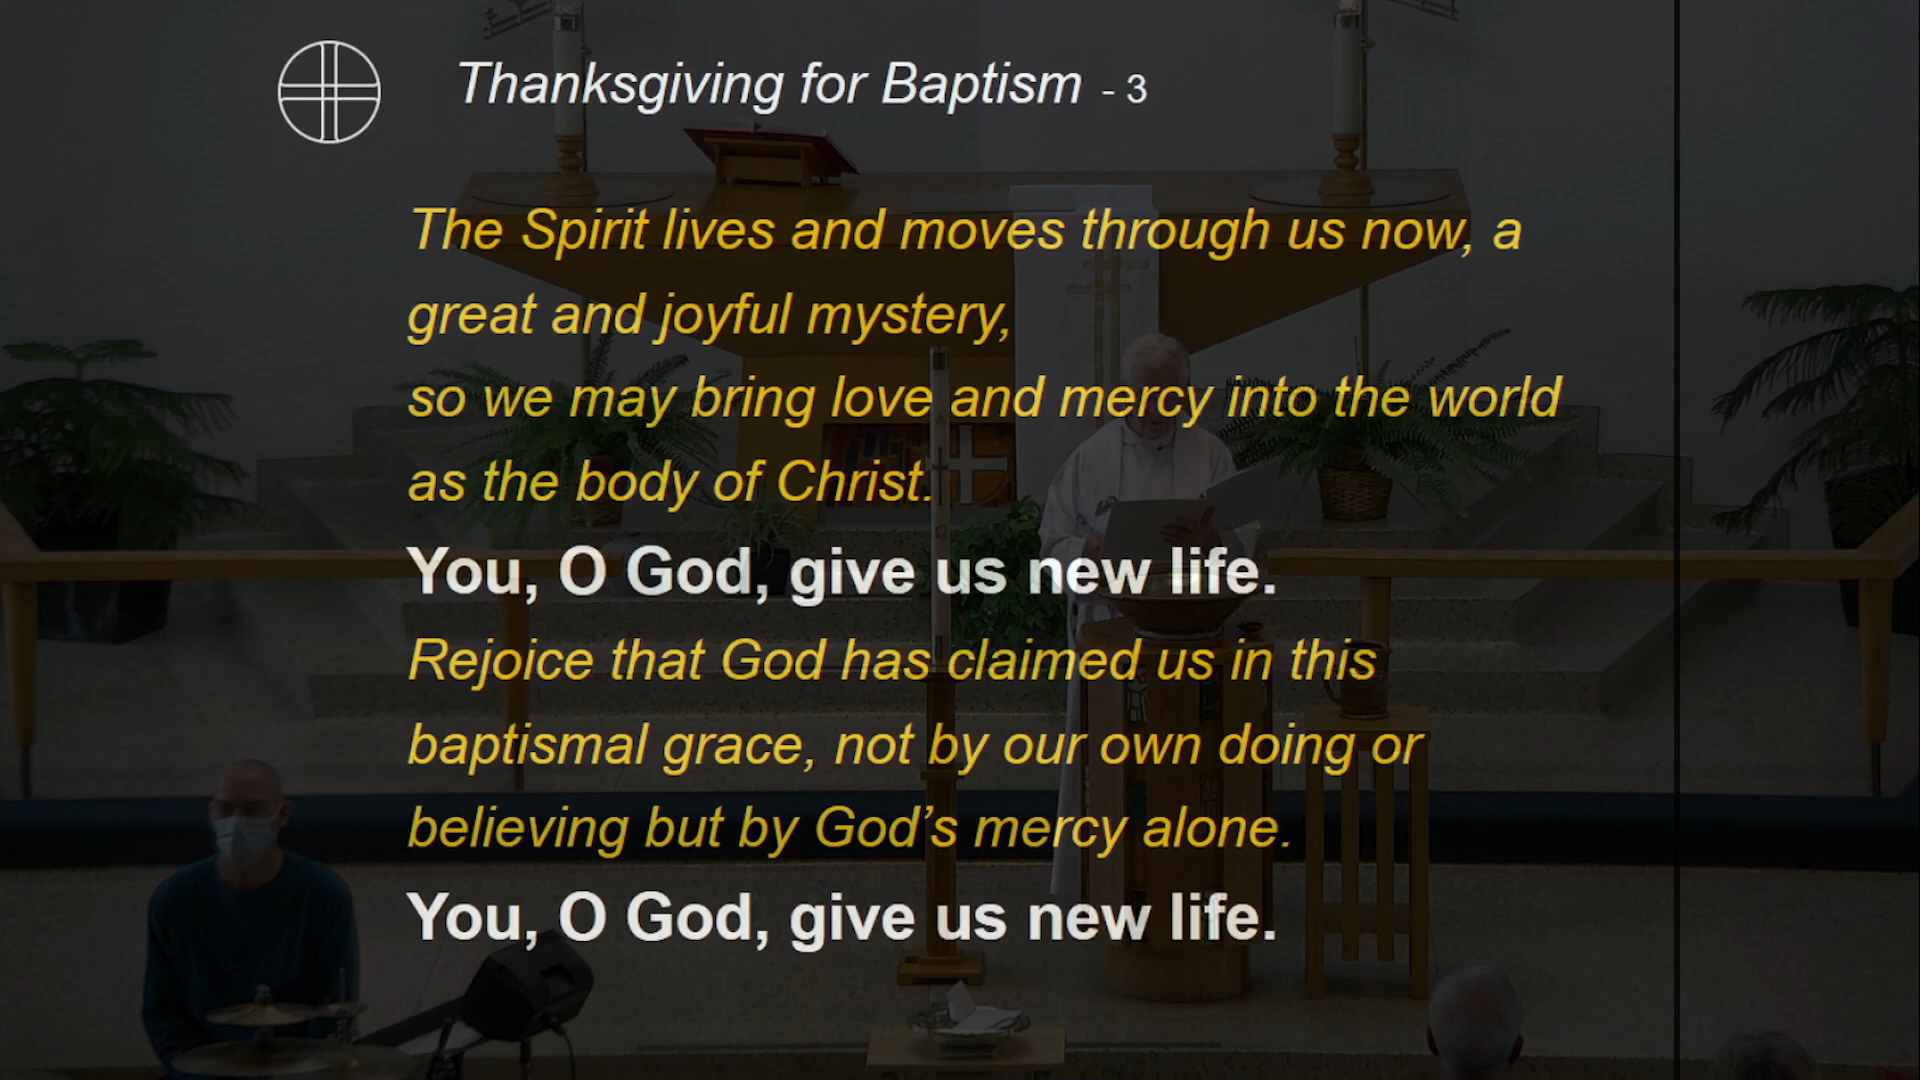 Thanksgiving for Baptism - 3
The Spirit lives and moves through us now, a
great and joyful mystery,
so we may bring love and mercy into the world
as the body of Christ.
You, O God, give us new life.
Rejoice that God has claimed us in this
baptismal grace, not by our own doing or
believing but by God’s mercy alone.
You, O God, give us new life.